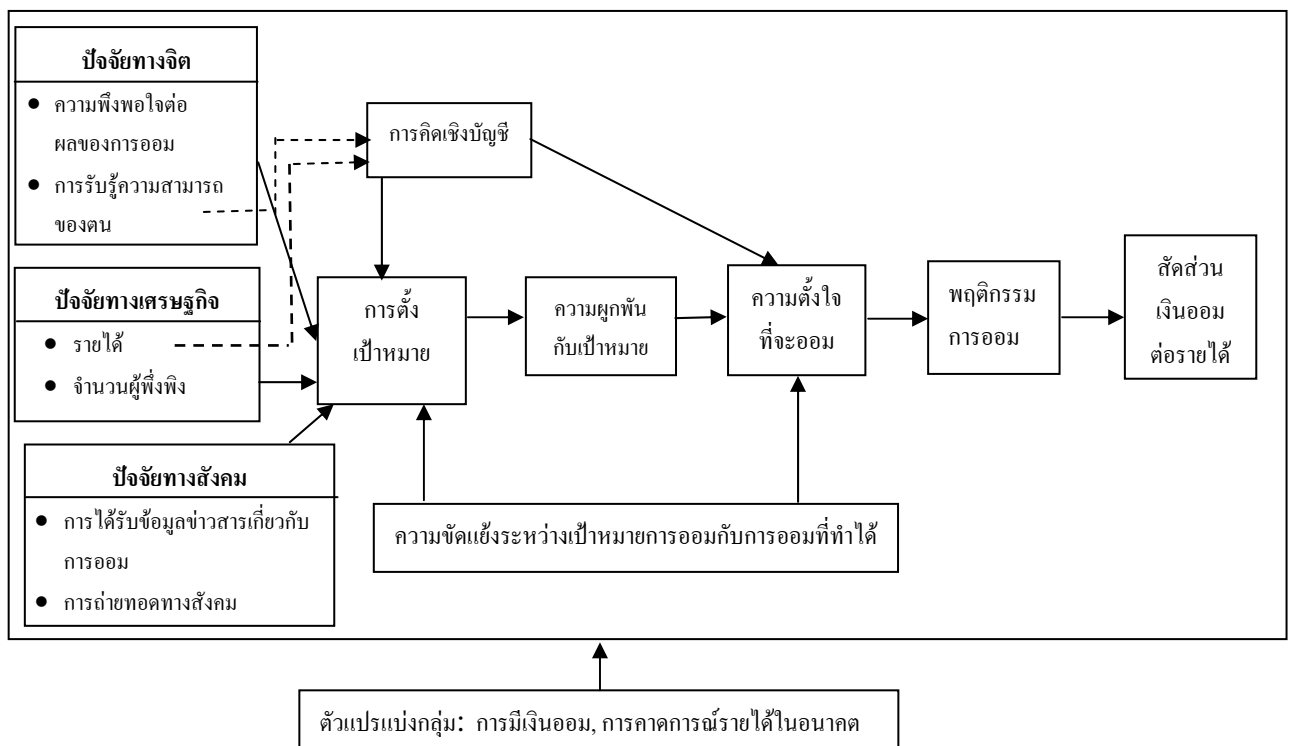 ปัจจัยทางจิต
ความพึงพอใจต่อ
ผลของการออม
การรับรู้ความสามารถ
ของตน
การคิดเชิงบัญชี
ปัจจัยทางเศรษฐกิจ
รายได้
จำนวนผู้พึ่งพิง
การตั้ง
เป้าหมาย
ความผูกพัน
กับเป้าหมาย
ความตั้งใจ
ที่จะออม
พฤติกรรม
การออม
สัดส่วน
เงินออม
ต่อรายได้
ปัจจัยทางสังคม
การได้รับข้อมูลข่าวสารเกี่ยวกับ
การออม
การถ่ายทอดทางสังคม
ความขัดแย้งระหว่างเป้าหมายการออมกับการออมที่ทำได้
ตัวแปรแบ่งกลุ่ม: การมีเงินออม, การคาดการณ์รายได้ในอนาคต